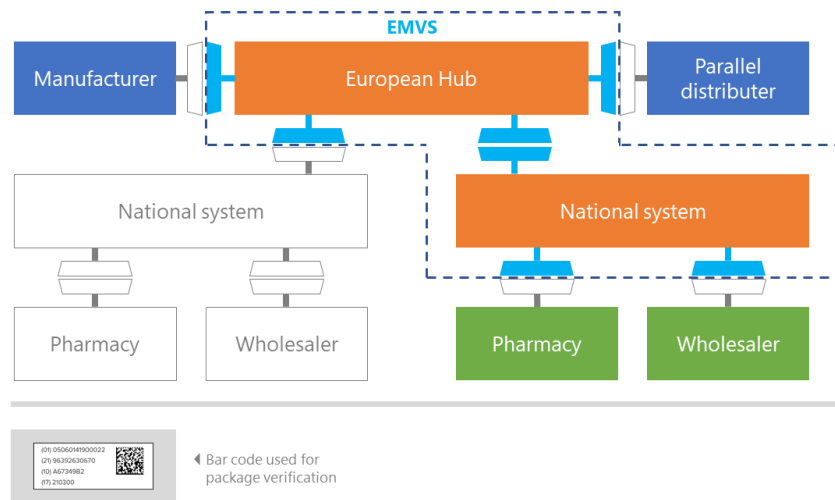 EMVS
Manufacturer
European Hub
Parallel
distributer
National system
National system
Pharmacy
Wholesaler
Pharmacy
Wholesaler
(01) 05060141900022
(21) 96392630670
(10) A6734982
(17) 210300
Bar code used for
package verification